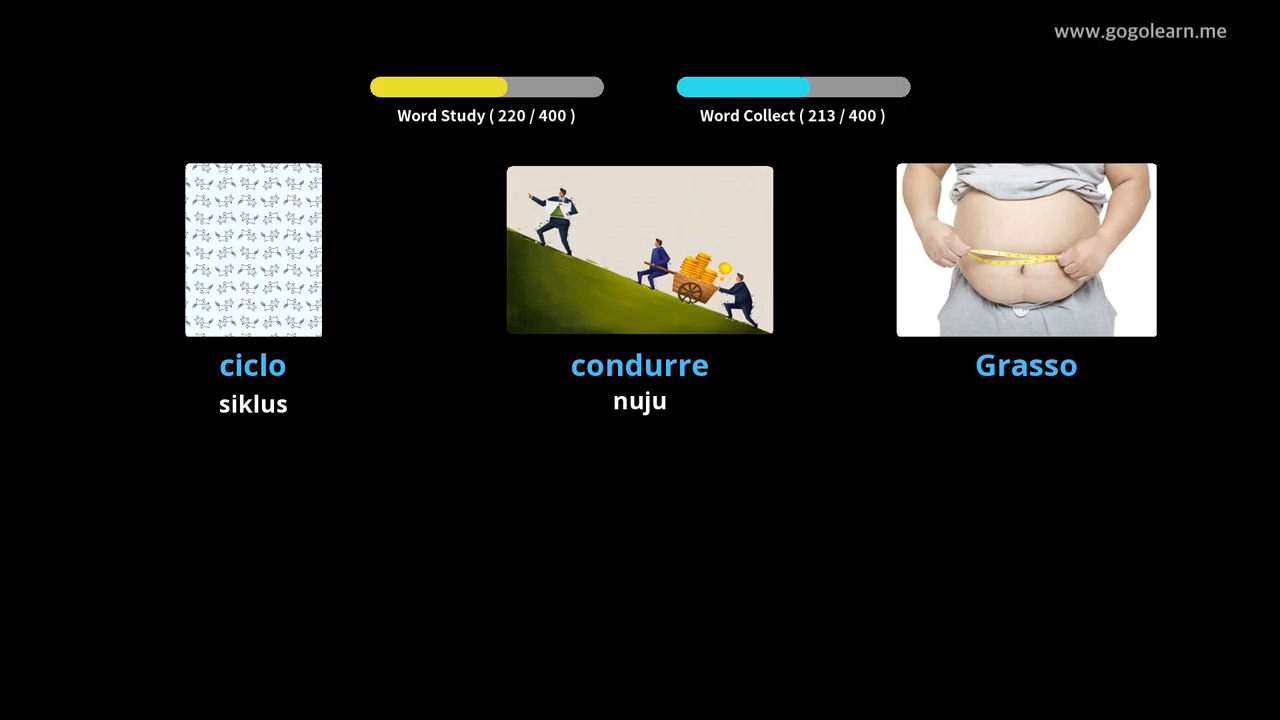 www.gogolearn.me
Word Study ( 220 / 400 )
Word Collect ( 213 / 400 )
ciclo
siklus
condurre
nuju
Grasso